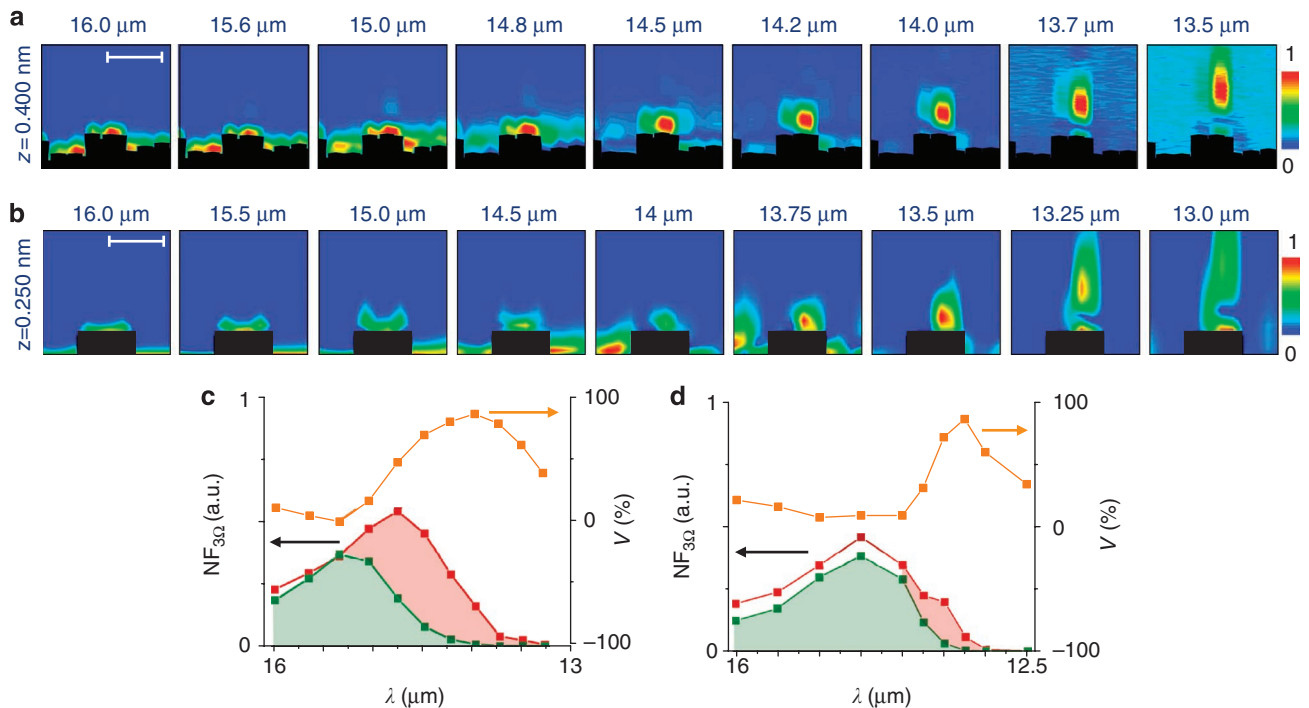 a
16.0 µm 15.6 µm 15.0 µm 14.8 µm 14.5 µm 14.2 µm 14.0 µm 13.7 µm 13.5 µm
z = 0.400 nm
1
0
b
16.0 µm 15.5 µm 15.0 µm 14.5 µm 14 µm 13.75 µm 13.5 µm 13.25 µm 13.0 µm
z=0.250 nm
1
0
c
1
NF3Ω (a.u.)
0
100
0
−100
V (%)
16 13
λ (µm)
d
1
NF3Ω (a.u.)
0
100
0
−100
V (%)
16 12.5
λ (µm)